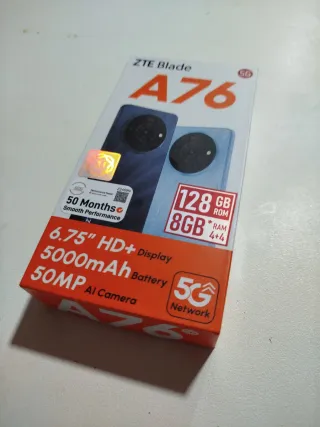 ZTE Blade
5G
A76
50 Months
Smooth Performance
128 GB
ROM
8GB* RAM
4+4
6.75" HD+ Display
5000mAh Battery
50MP AI Camera
5G
Network
A76